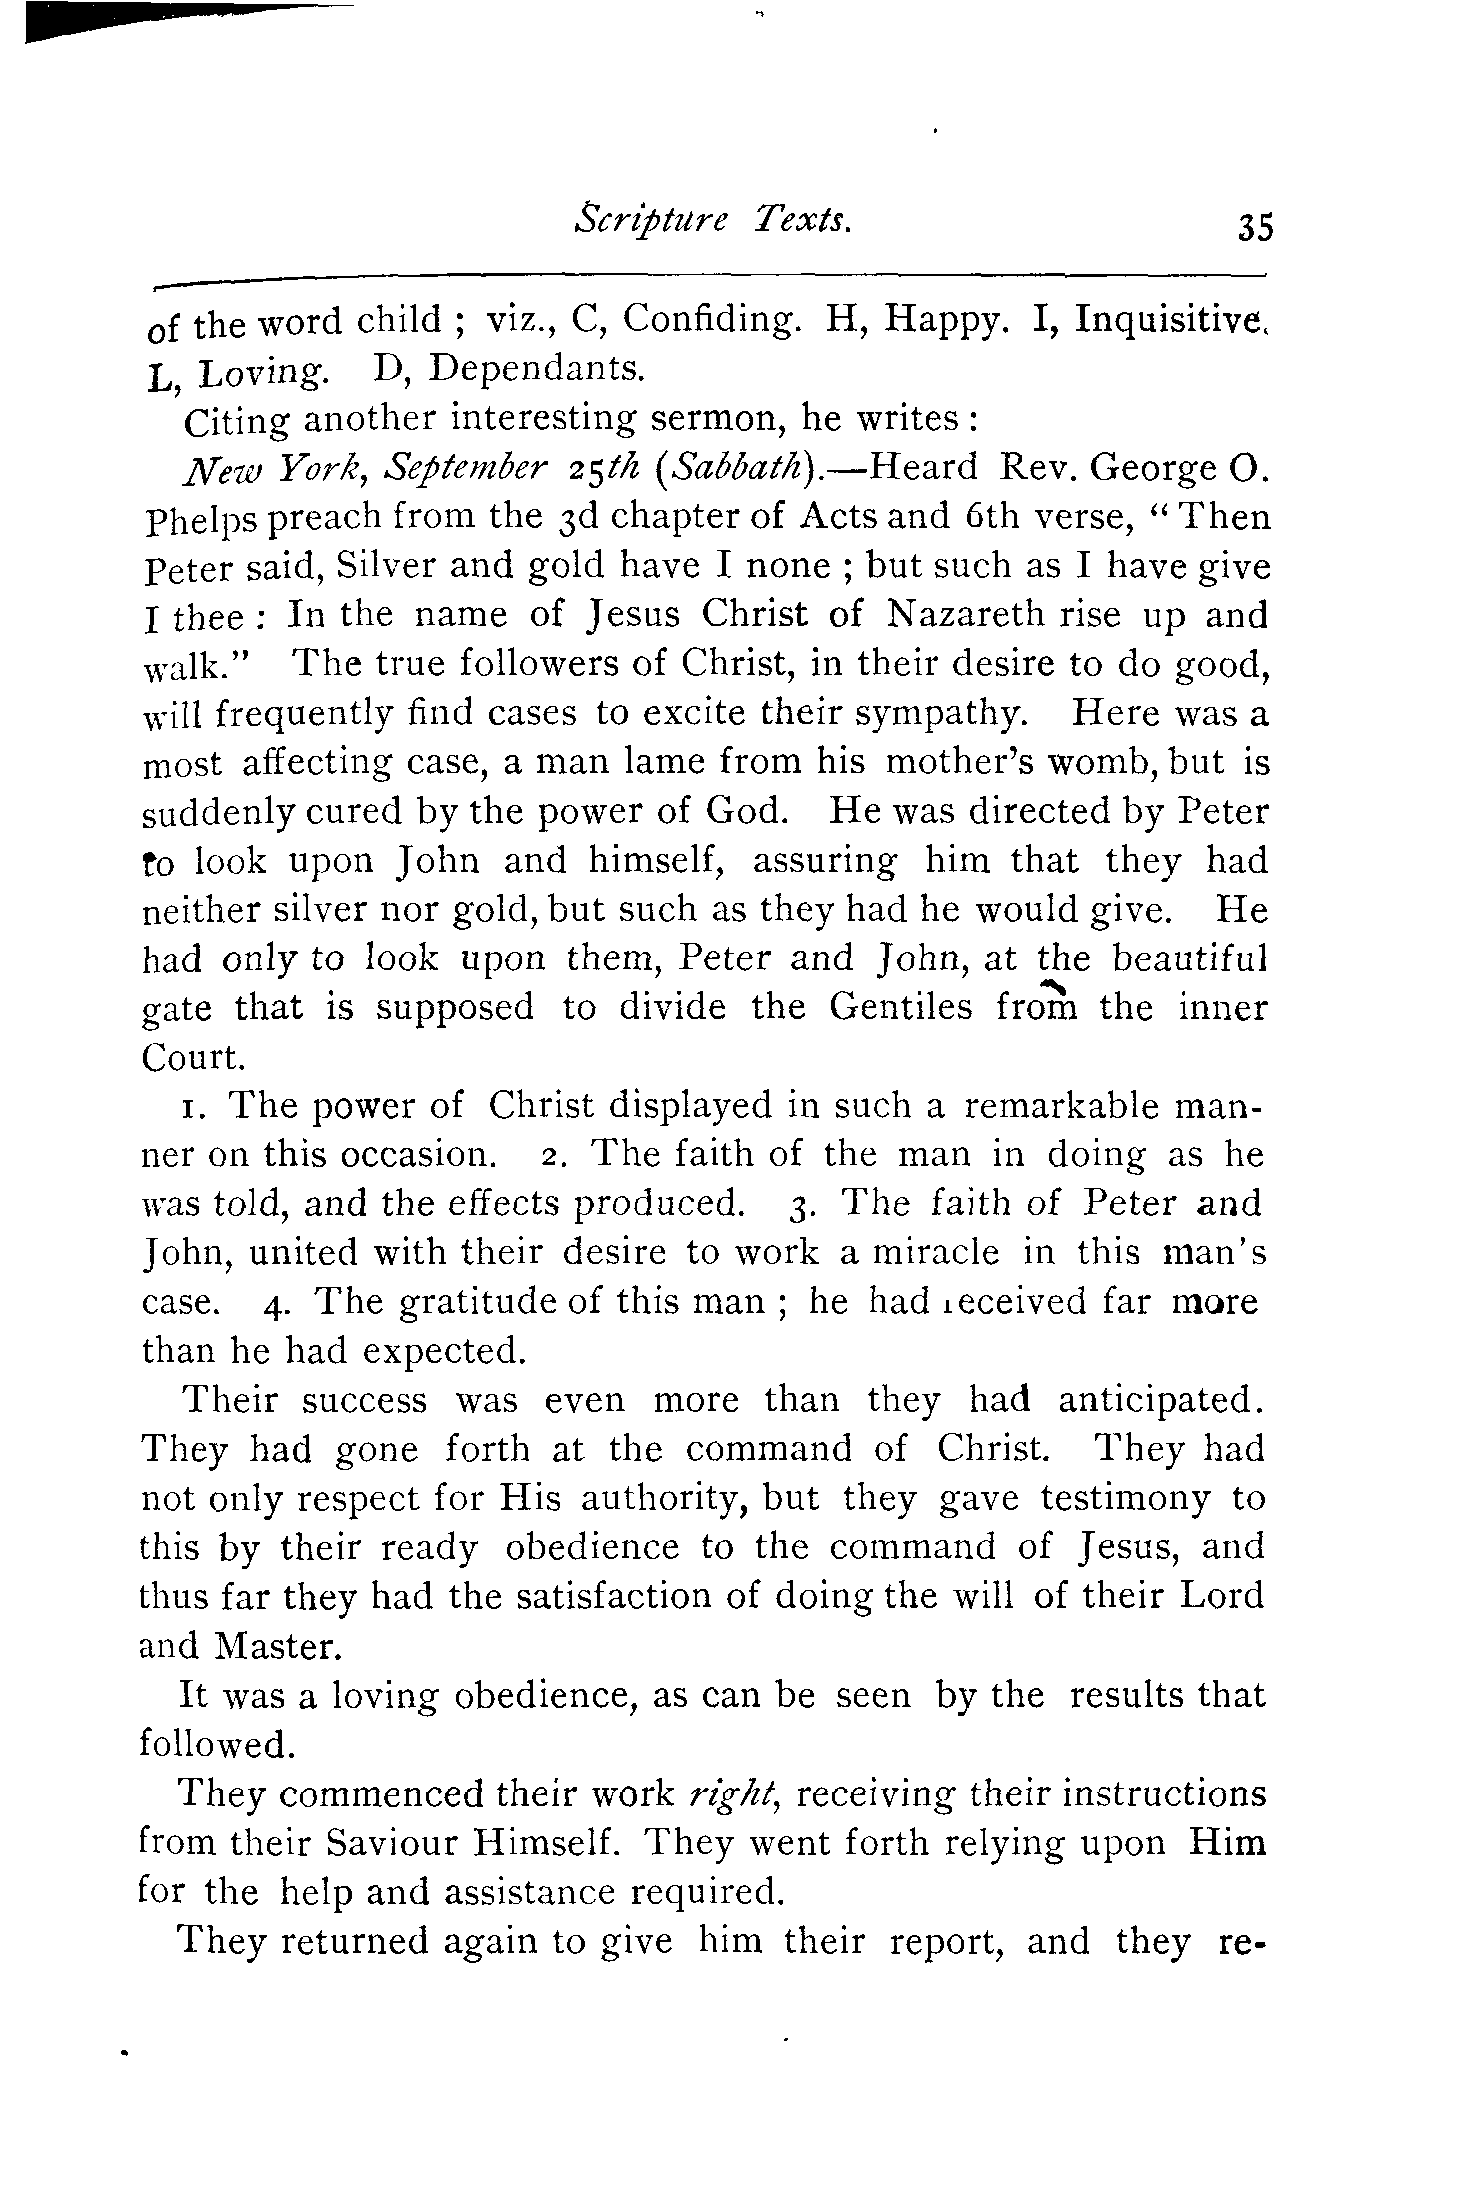 Scripture Texts. 35
of the word child ; viz., C, Confiding. H, Happy. I, Inquisitive.
L, Loving. D, Dependants.
Citing another interesting sermon, he writes :
New York, September 25th (Sabbath).—Heard Rev. George O.
Phelps preach from the 3d chapter of Acts and 6th verse, “ Then
Peter said, Silver and gold have I none ; but such as I have give
I thee : In the name of Jesus Christ of Nazareth rise up and
walk.” The true followers of Christ, in their desire to do good,
will frequently find cases to excite their sympathy. Here was a
most affecting case, a man lame from his mother’s womb, but is
suddenly cured by the power of God. He was directed by Peter
to look upon John and himself, assuring him that they had
neither silver nor gold, but such as they had he would give. He
had only to look upon them, Peter and John, at the beautiful
gate that is supposed to divide the Gentiles from the inner
Court.
1. The power of Christ displayed in such a remarkable man-
ner on this occasion. 2. The faith of the man in doing as he
was told, and the effects produced. 3. The faith of Peter and
John, united with their desire to work a miracle in this man’s
case. 4. The gratitude of this man ; he had received far more
than he had expected.
Their success was even more than they had anticipated.
They had gone forth at the command of Christ. They had
not only respect for His authority, but they gave testimony to
this by their ready obedience to the command of Jesus, and
thus far they had the satisfaction of doing the will of their Lord
and Master.
It was a loving obedience, as can be seen by the results that
followed.
They commenced their work right, receiving their instructions
from their Saviour Himself. They went forth relying upon Him
for the help and assistance required.
They returned again to give him their report, and they re-